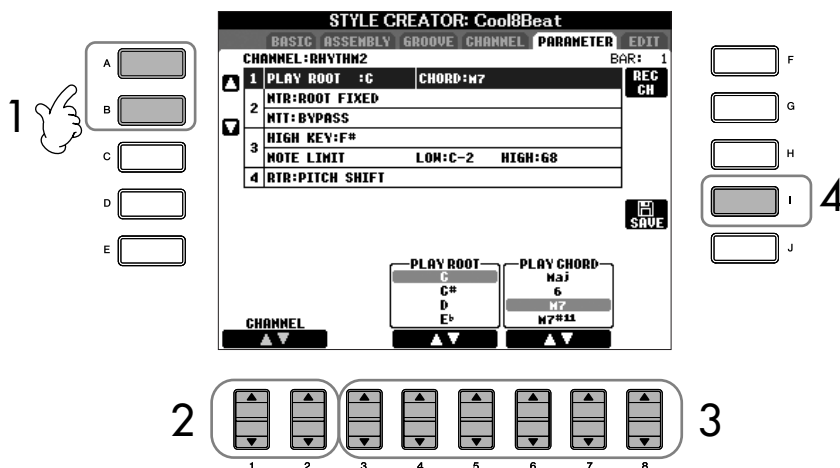 STYLE CREATOR: Cool8Beat
BASIC ASSEMBLY GROOVE CHANNEL PARAMETER EDIT
CHANNEL:RHYTHM2 BAR: 1
1 PLAY ROOT :C CHORD:M7 REC CH
2 NTR:ROOT FIXED
NTT:BYPASS
3 HIGH KEY:F#
NOTE LIMIT LOW:C-2 HIGH:G8
4 RTR:PITCH SHIFT
SAVE
PLAY ROOT PLAY CHORD
C Maj
C# 6
D M7
E♭ M7#11
CHANNEL
A
B
C
D
E
F
G
H
I
J
1
4
2
3
1 2 3 4 5 6 7 8